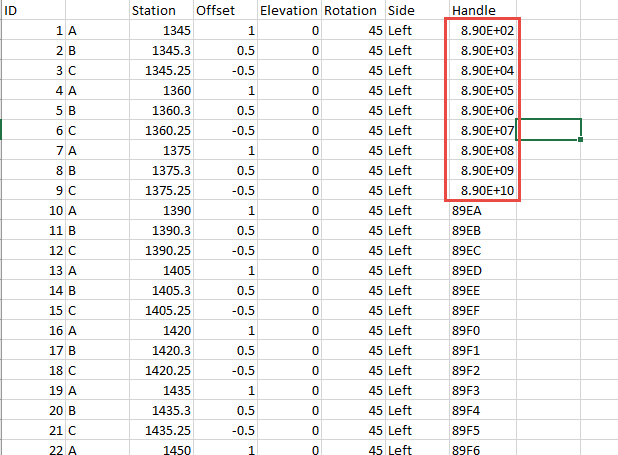 ID Station Offset Elevation Rotation Side Handle
1 A 1345 1 0 45 Left 8.90E+02
2 B 1345.3 0.5 0 45 Left 8.90E+03
3 C 1345.25 -0.5 0 45 Left 8.90E+04
4 A 1360 1 0 45 Left 8.90E+05
5 B 1360.3 0.5 0 45 Left 8.90E+06
6 C 1360.25 -0.5 0 45 Left 8.90E+07
7 A 1375 1 0 45 Left 8.90E+08
8 B 1375.3 0.5 0 45 Left 8.90E+09
9 C 1375.25 -0.5 0 45 Left 8.90E+10
10 A 1390 1 0 45 Left 89EA
11 B 1390.3 0.5 0 45 Left 89EB
12 C 1390.25 -0.5 0 45 Left 89EC
13 A 1405 1 0 45 Left 89ED
14 B 1405.3 0.5 0 45 Left 89EE
15 C 1405.25 -0.5 0 45 Left 89EF
16 A 1420 1 0 45 Left 89F0
17 B 1420.3 0.5 0 45 Left 89F1
18 C 1420.25 -0.5 0 45 Left 89F2
19 A 1435 1 0 45 Left 89F3
20 B 1435.3 0.5 0 45 Left 89F4
21 C 1435.25 -0.5 0 45 Left 89F5
22 A 1450 1 0 45 Left 89F6